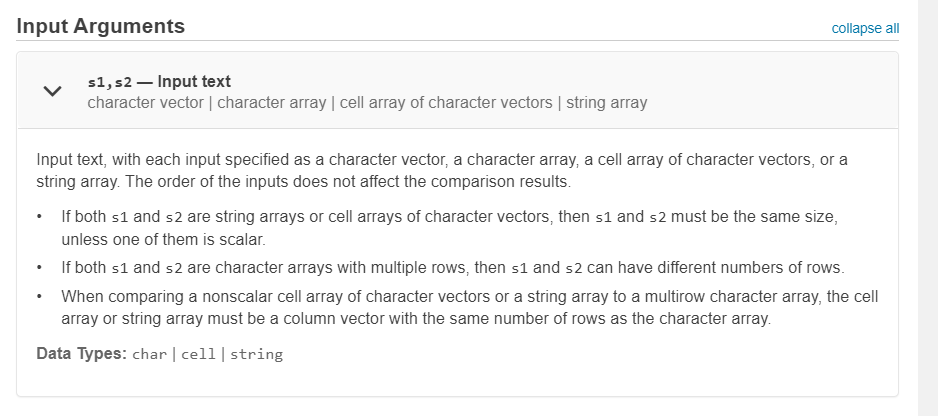 Input Arguments
collapse all
s1,s2 — Input text
character vector | character array | cell array of character vectors | string array
Input text, with each input specified as a character vector, a character array, a cell array of character vectors, or a
string array. The order of the inputs does not affect the comparison results.
• If both s1 and s2 are string arrays or cell arrays of character vectors, then s1 and s2 must be the same size,
unless one of them is scalar.
• If both s1 and s2 are character arrays with multiple rows, then s1 and s2 can have different numbers of rows.
• When comparing a nonscalar cell array of character vectors or a string array to a multirow character array, the cell
array or string array must be a column vector with the same number of rows as the character array.
Data Types: char | cell | string